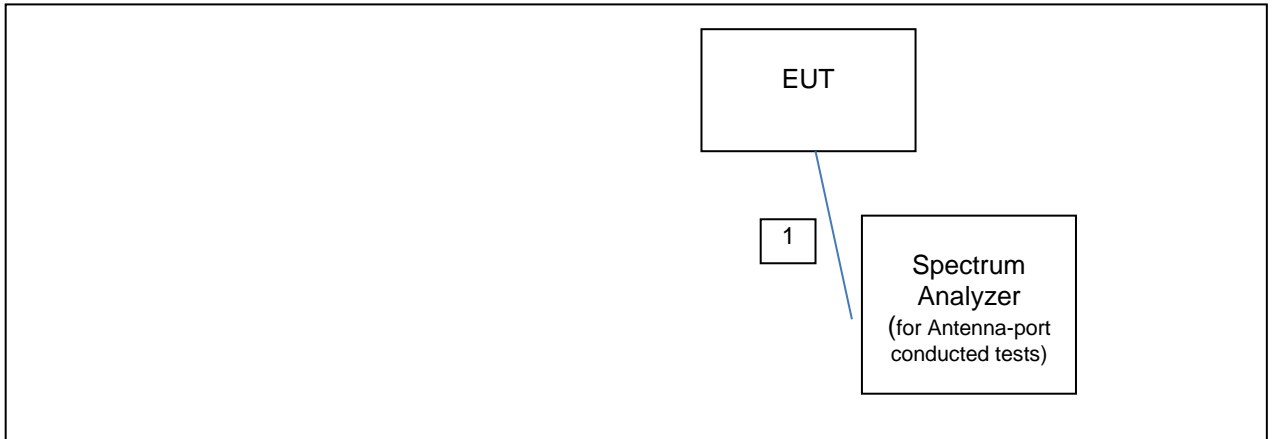 EUT
1
Spectrum
Analyzer
(for Antenna-port
conducted tests)